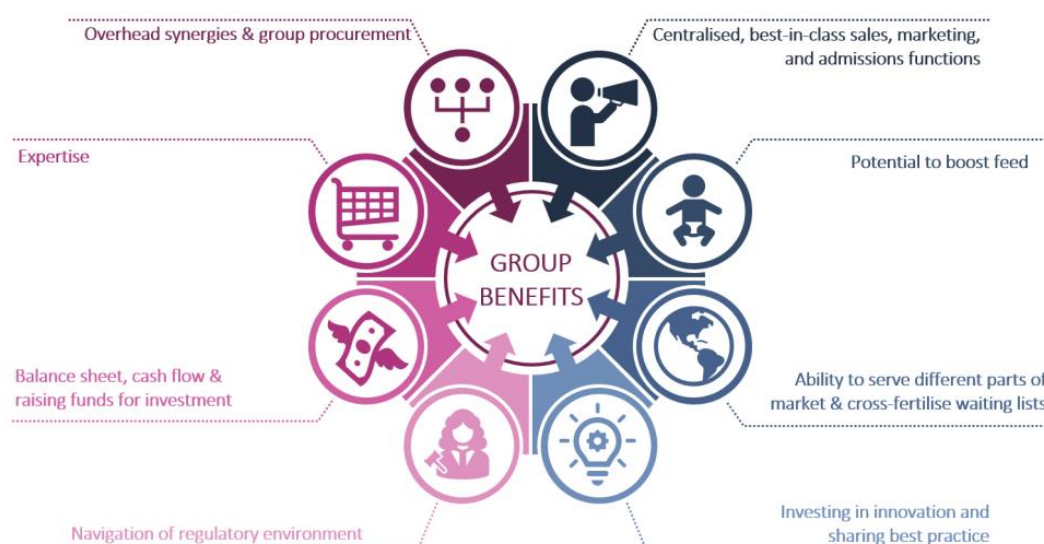 Overhead synergies & group procurement
Centralised, best-in-class sales, marketing,
and admissions functions
Expertise
Potential to boost feed
GROUP
BENEFITS
Balance sheet, cash flow &
raising funds for investment
Ability to serve different parts of
market & cross-fertilise waiting lists
Navigation of regulatory environment
Investing in innovation and
sharing best practice